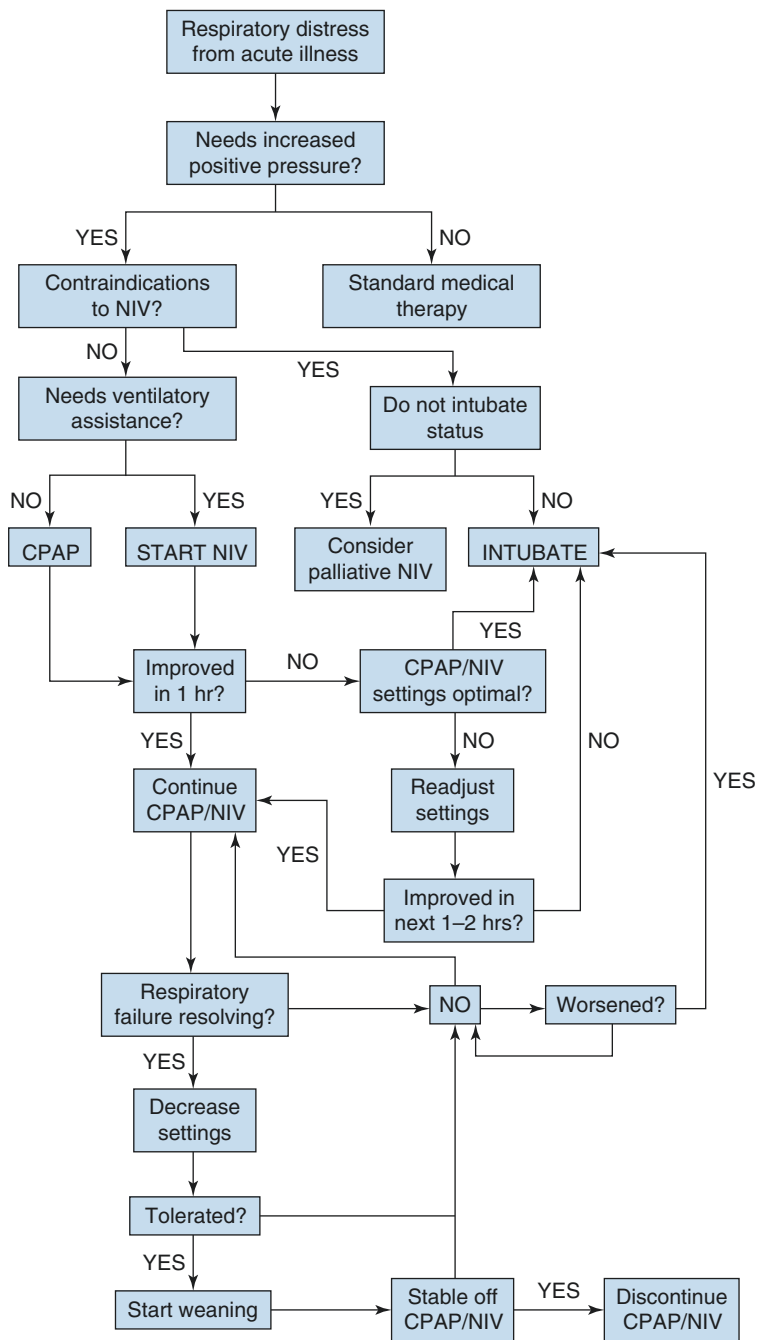 Respiratory distress
from acute illness
Needs increased
positive pressure?
YES
NO
Contraindications
to NIV?
Standard medical
therapy
NO
YES
Needs ventilatory
assistance?
Do not intubate
status
NO
YES
YES
NO
CPAP
START NIV
Consider
palliative NIV
INTUBATE
YES
Improved
in 1 hr?
NO
CPAP/NIV
settings optimal?
YES
NO
NO
YES
Continue
CPAP/NIV
Readjust
settings
YES
Improved in
next 1–2 hrs?
Respiratory
failure resolving?
NO
Worsened?
YES
Decrease
settings
Tolerated?
YES
Start weaning
Stable off
CPAP/NIV
YES
Discontinue
CPAP/NIV